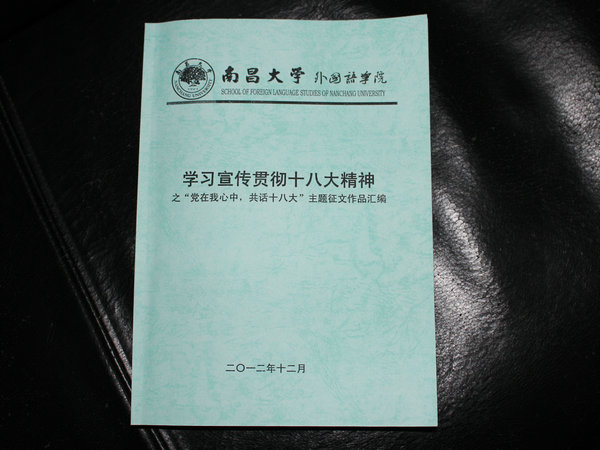 南昌大学 外国语学院
SCHOOL OF FOREIGN LANGUAGE STUDIES OF NANCHANG UNIVERSITY
NANCHANG UNIVERSITY
学习宣传贯彻十八大精神
之“党在我心中，共话十八大”主题征文作品汇编
二〇一二年十二月